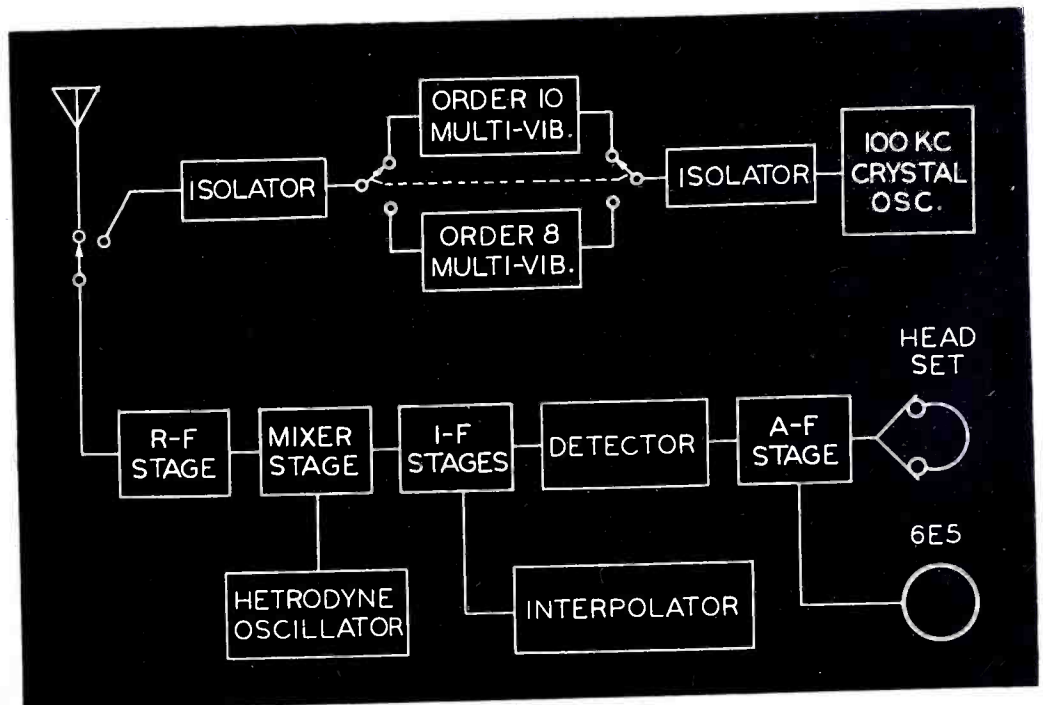 ORDER 10
MULTI-VIB.
100 KC
CRYSTAL
OSC.
ISOLATOR
ISOLATOR
ORDER 8
MULTI-VIB.
HEAD
SET
R-F
STAGE
MIXER
STAGE
I-F
STAGES
DETECTOR
A-F
STAGE
6E5
HETRODYNE
OSCILLATOR
INTERPOLATOR